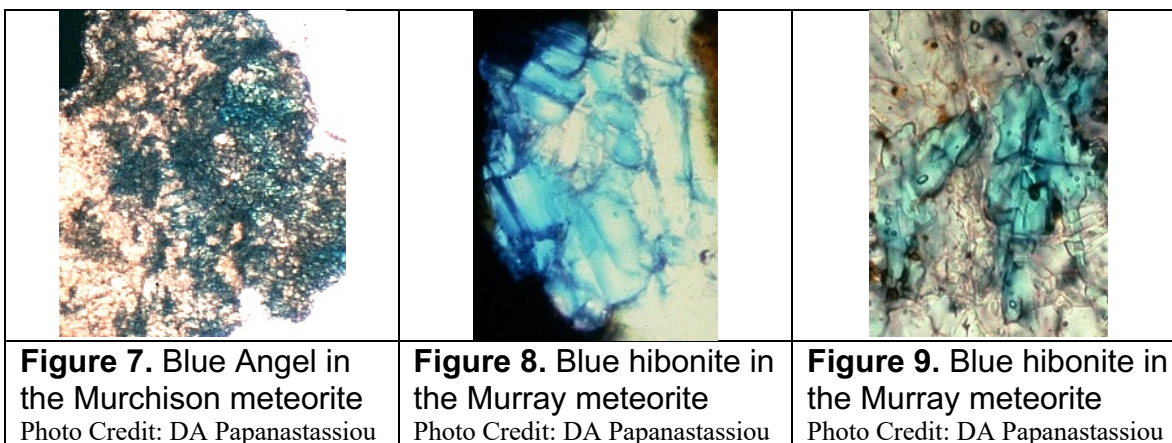 Figure 7. Blue Angel in
the Murchison meteorite
Photo Credit: DA Papanastassiou
Figure 8. Blue hibonite in
the Murray meteorite
Photo Credit: DA Papanastassiou
Figure 9. Blue hibonite in
the Murray meteorite
Photo Credit: DA Papanastassiou